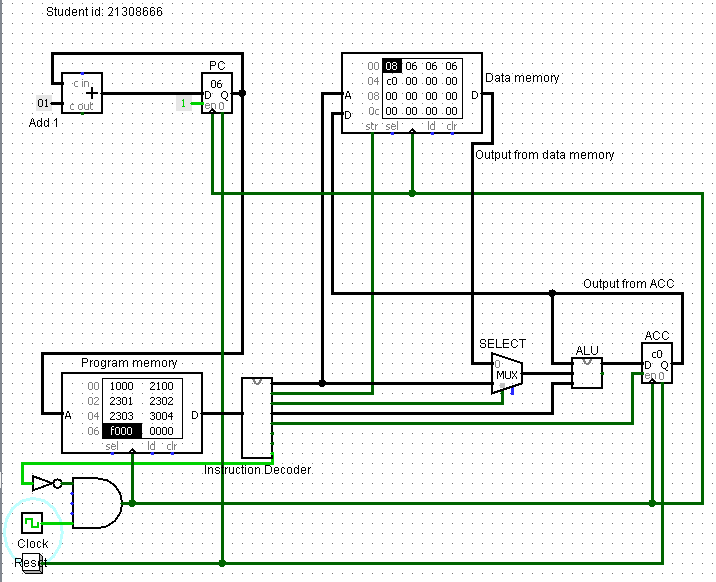 Student id: 21308666
PC
c in
c out
01
Add 1
06
D Q
en 0
1
00 08 06 06 06
04 c0 00 00 00
08 00 00 00 00
0c 00 00 00 00
A
D
D
str sel ld clr
Data memory
Output from data memory
Output from ACC
SELECT
0
MUX
ALU
ACC
c0
D Q
en 0
Program memory
00 1000 2100
02 2301 2302
04 2303 3004
06 f000 0000
A
D
sel ld clr
Instruction Decoder
Clock
Reset